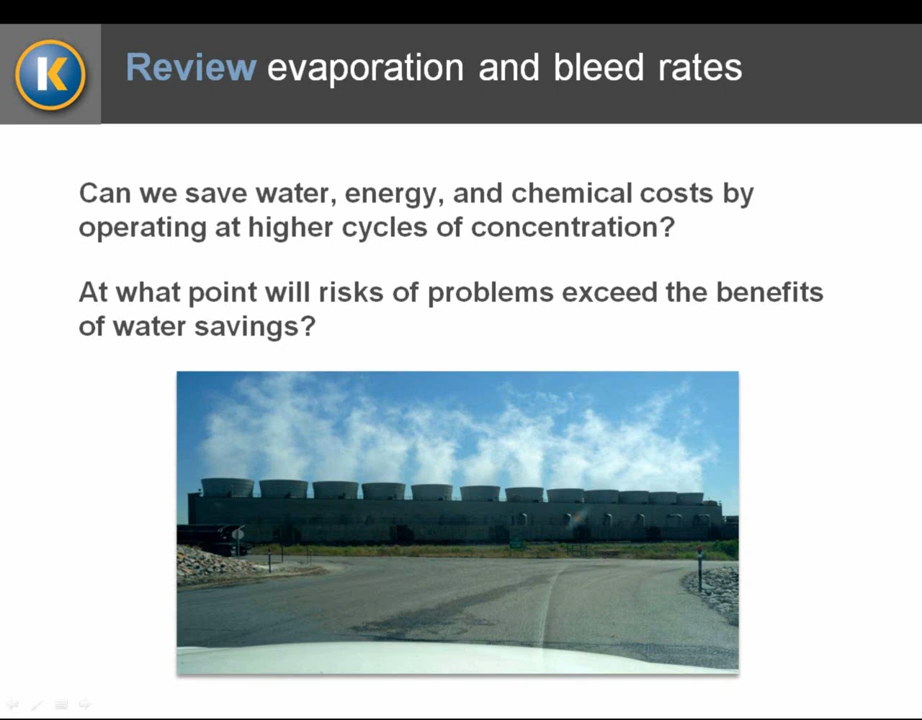 K
Review evaporation and bleed rates
Can we save water, energy, and chemical costs by
operating at higher cycles of concentration?
At what point will risks of problems exceed the benefits
of water savings?